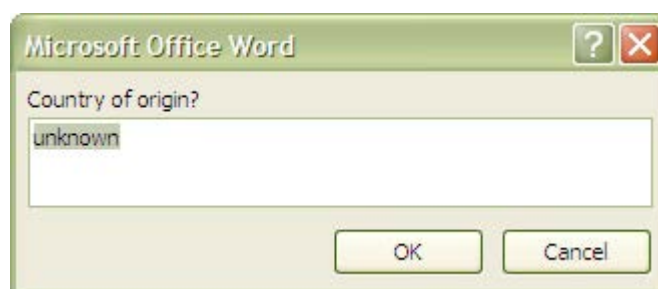 Microsoft Office Word
?
Country of origin?
unknown
OK Cancel